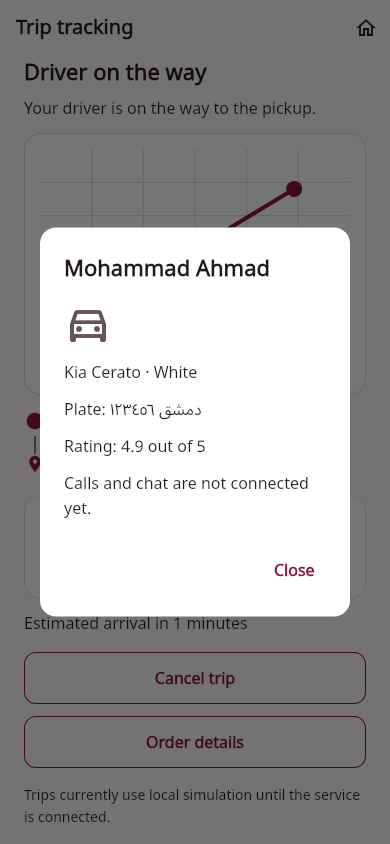 Trip tracking
Driver on the way
Your driver is on the way to the pickup.
Mohammad Ahmad
Kia Cerato · White
Plate: دمشق ١٢٣٤٥٦
Rating: 4.9 out of 5
Calls and chat are not connected
yet.
Close
Estimated arrival in 1 minutes
Cancel trip
Order details
Trips currently use local simulation until the service
is connected.